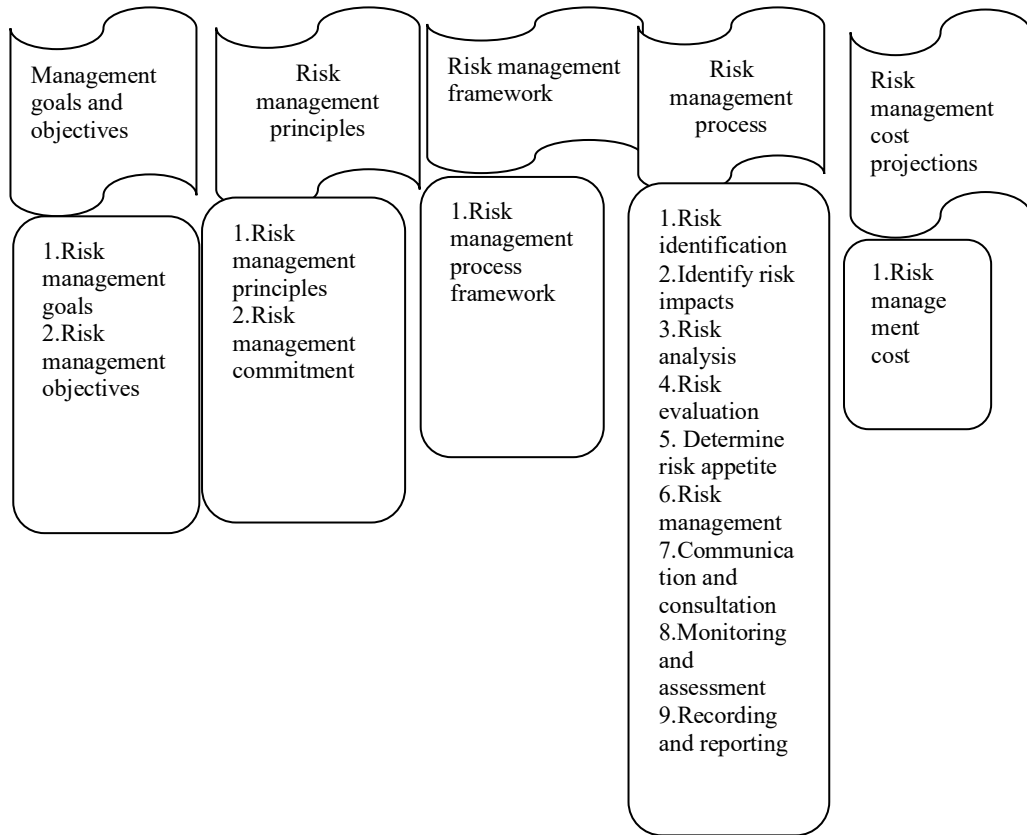 Management
goals and
objectives
Risk
management
principles
Risk management
framework
Risk
management
process
Risk
management
cost
projections
1.Risk
management
goals
2.Risk
management
objectives
1.Risk
management
principles
2.Risk
management
commitment
1.Risk
management
process
framework
1.Risk
identification
2.Identify risk
impacts
3.Risk
analysis
4.Risk
evaluation
5. Determine
risk appetite
6.Risk
management
7.Communica
tion and
consultation
8.Monitoring
and
assessment
9.Recording
and reporting
1.Risk
manage
ment
cost